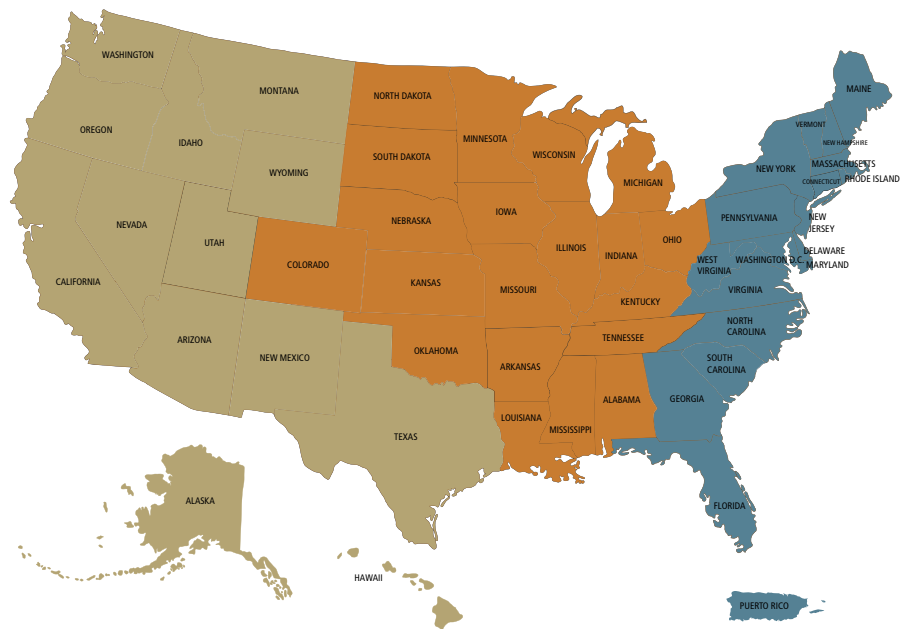 WASHINGTON
MAINE
MONTANA
NORTH DAKOTA
OREGON
VERMONT
MINNESOTA
IDAHO
NEW HAMPSHIRE
SOUTH DAKOTA
WISCONSIN
MASSACHUSETTS
WYOMING
NEW YORK
RHODE ISLAND
CONNECTICUT
MICHIGAN
IOWA
NEBRASKA
PENNSYLVANIA
NEW
JERSEY
NEVADA
UTAH
OHIO
ILLINOIS
INDIANA
DELAWARE
WEST
VIRGINIA
WASHINGTON D.C.
MARYLAND
COLORADO
CALIFORNIA
KANSAS
MISSOURI
VIRGINIA
KENTUCKY
NORTH
CAROLINA
ARIZONA
TENNESSEE
OKLAHOMA
NEW MEXICO
SOUTH
CAROLINA
ARKANSAS
ALABAMA
GEORGIA
LOUISIANA
MISSISSIPPI
TEXAS
ALASKA
FLORIDA
HAWAII
PUERTO RICO